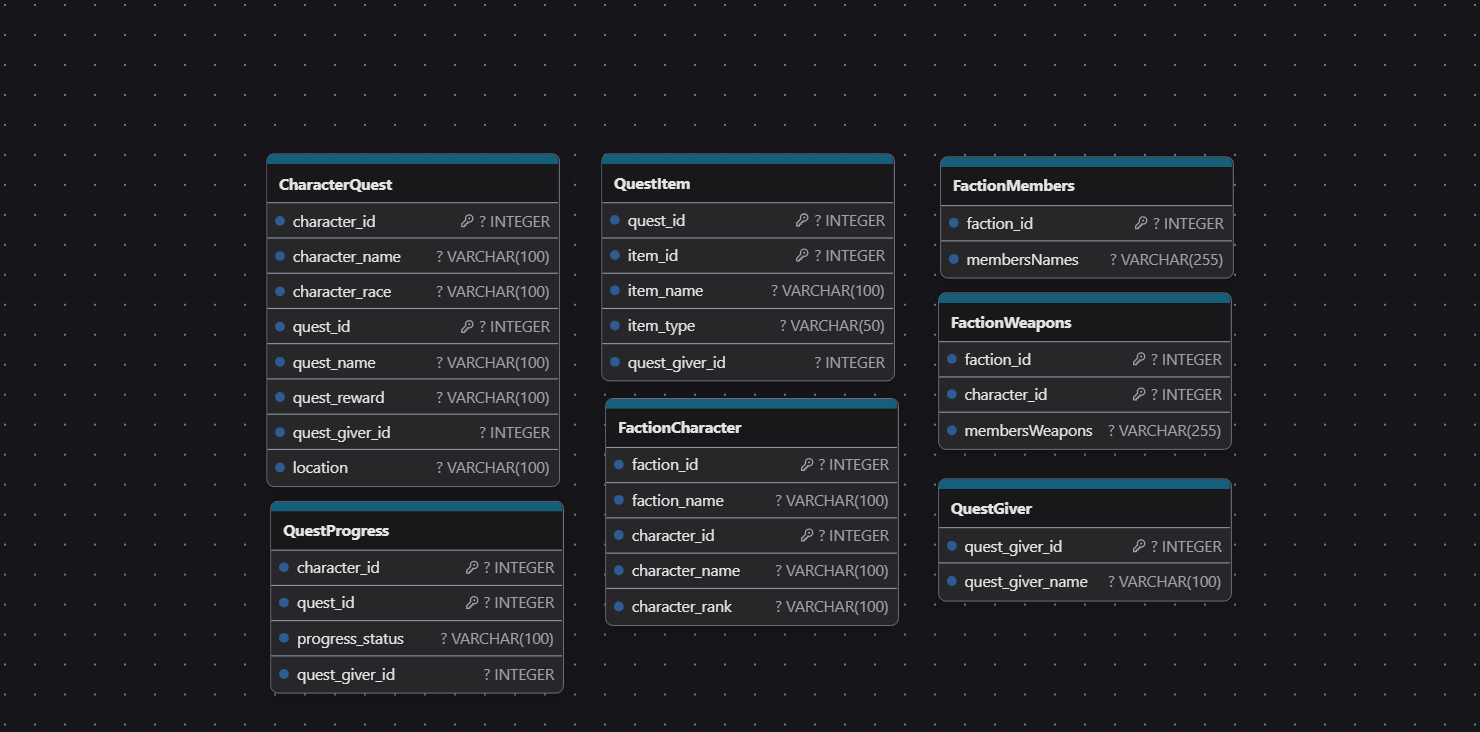 CharacterQuest
character_id ? INTEGER
character_name ? VARCHAR(100)
character_race ? VARCHAR(100)
quest_id ? INTEGER
quest_name ? VARCHAR(100)
quest_reward ? VARCHAR(100)
quest_giver_id ? INTEGER
location ? VARCHAR(100)
QuestProgress
character_id ? INTEGER
quest_id ? INTEGER
progress_status ? VARCHAR(100)
quest_giver_id ? INTEGER
QuestItem
quest_id ? INTEGER
item_id ? INTEGER
item_name ? VARCHAR(100)
item_type ? VARCHAR(50)
quest_giver_id ? INTEGER
FactionCharacter
faction_id ? INTEGER
faction_name ? VARCHAR(100)
character_id ? INTEGER
character_name ? VARCHAR(100)
character_rank ? VARCHAR(100)
FactionMembers
faction_id ? INTEGER
membersNames ? VARCHAR(255)
FactionWeapons
faction_id ? INTEGER
character_id ? INTEGER
membersWeapons ? VARCHAR(255)
QuestGiver
quest_giver_id ? INTEGER
quest_giver_name ? VARCHAR(100)